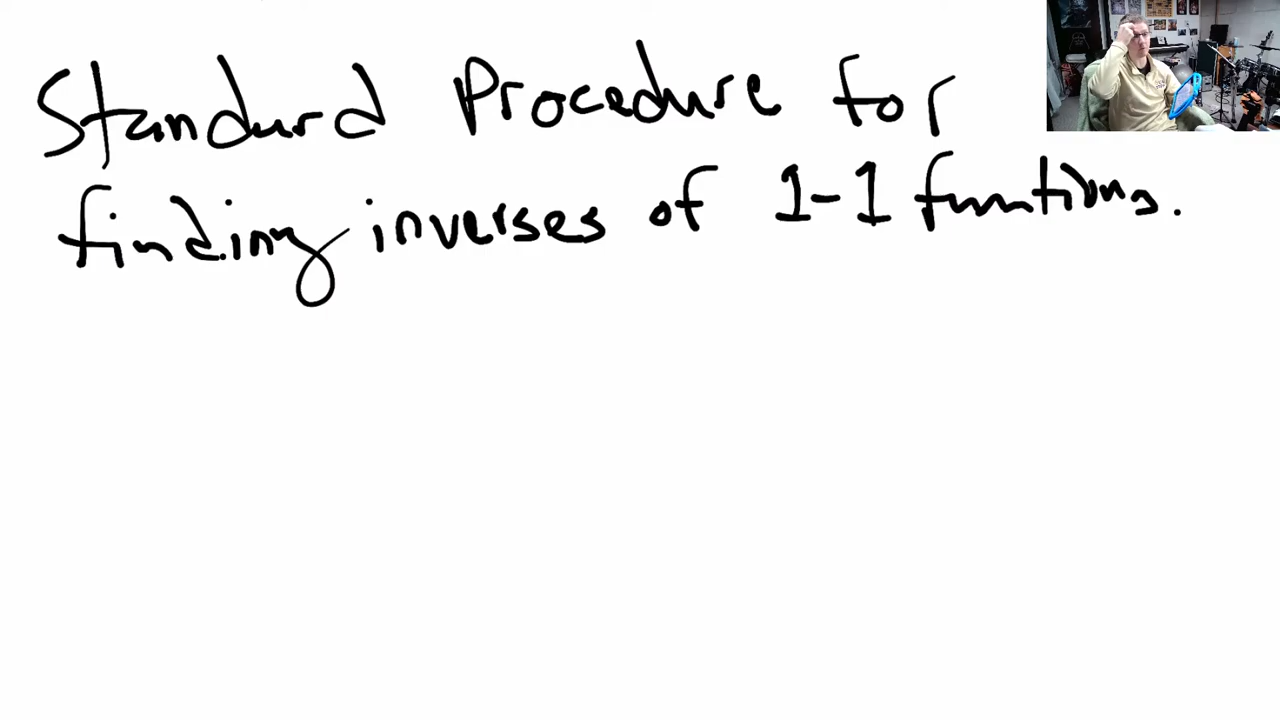 Standard Procedure for
finding inverses of 1-1 functions.